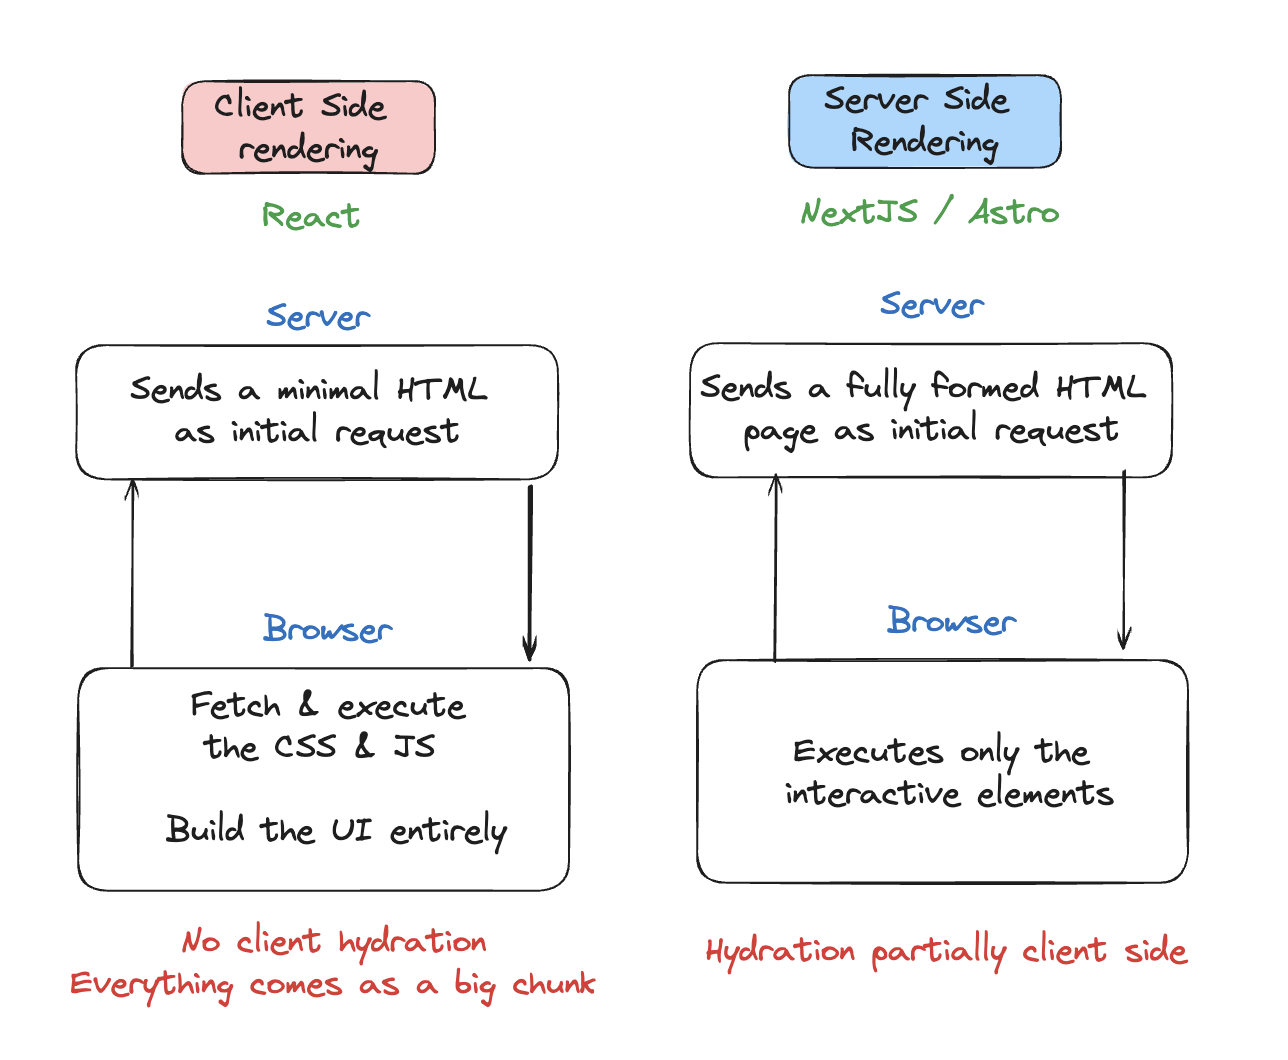 Client Side
rendering
React
Server
Sends a minimal HTML
as initial request
Browser
Fetch & execute
the CSS & JS
Build the UI entirely
No client hydration
Everything comes as a big chunk
Server Side
Rendering
NextJS / Astro
Server
Sends a fully formed HTML
page as initial request
Browser
Executes only the
interactive elements
Hydration partially client side